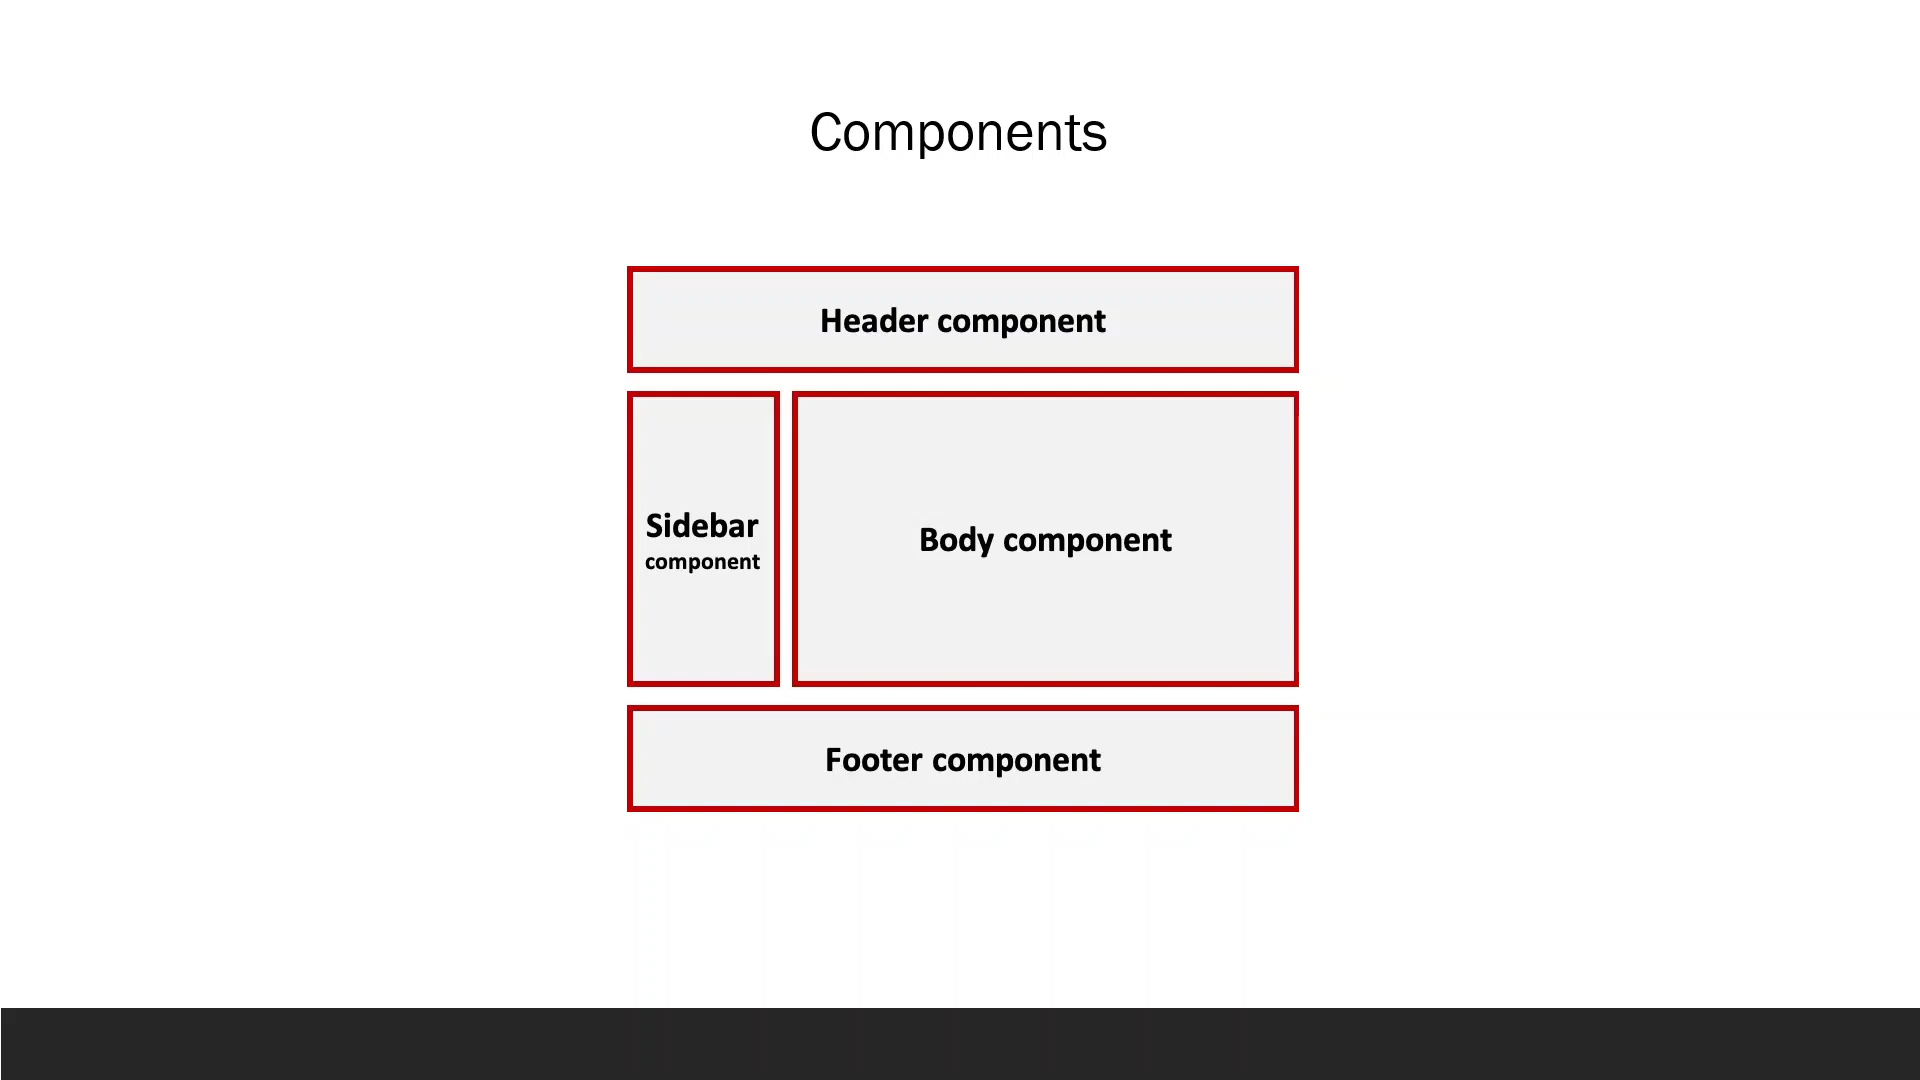 Components
Header component
Sidebar
component
Body component
Footer component